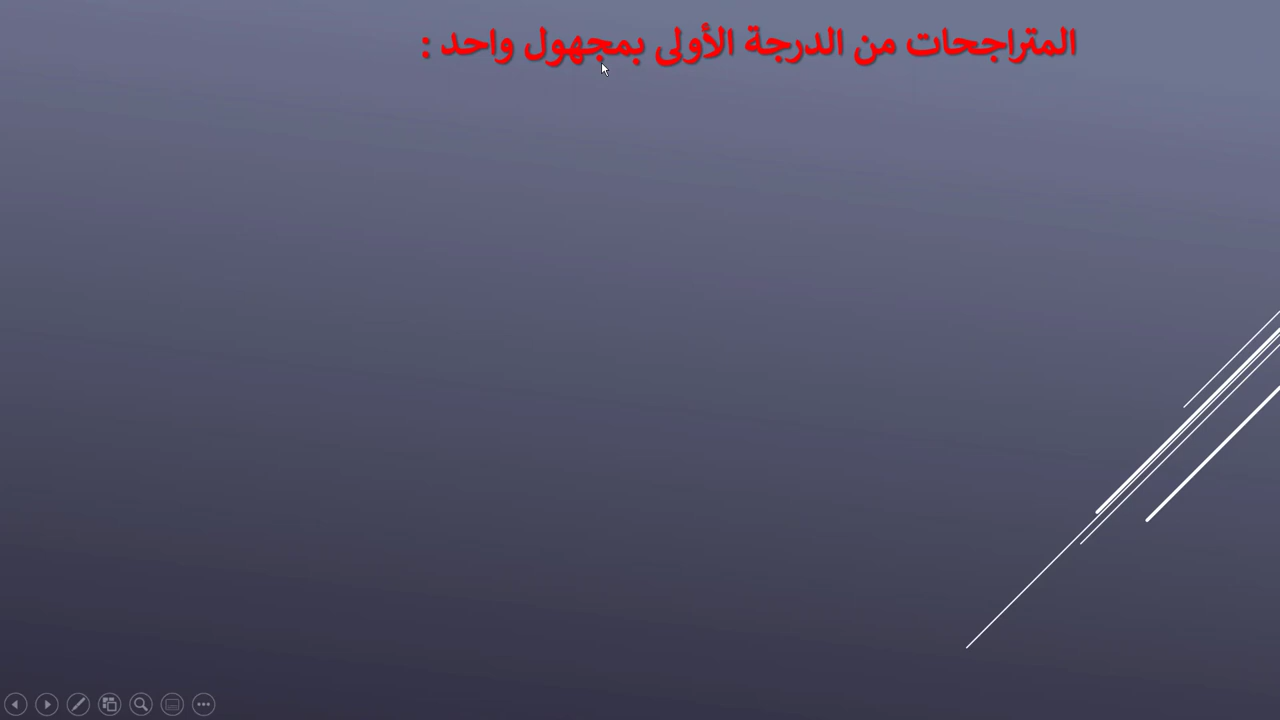 المتراجحات من الدرجة الأولى بمجهول واحد :